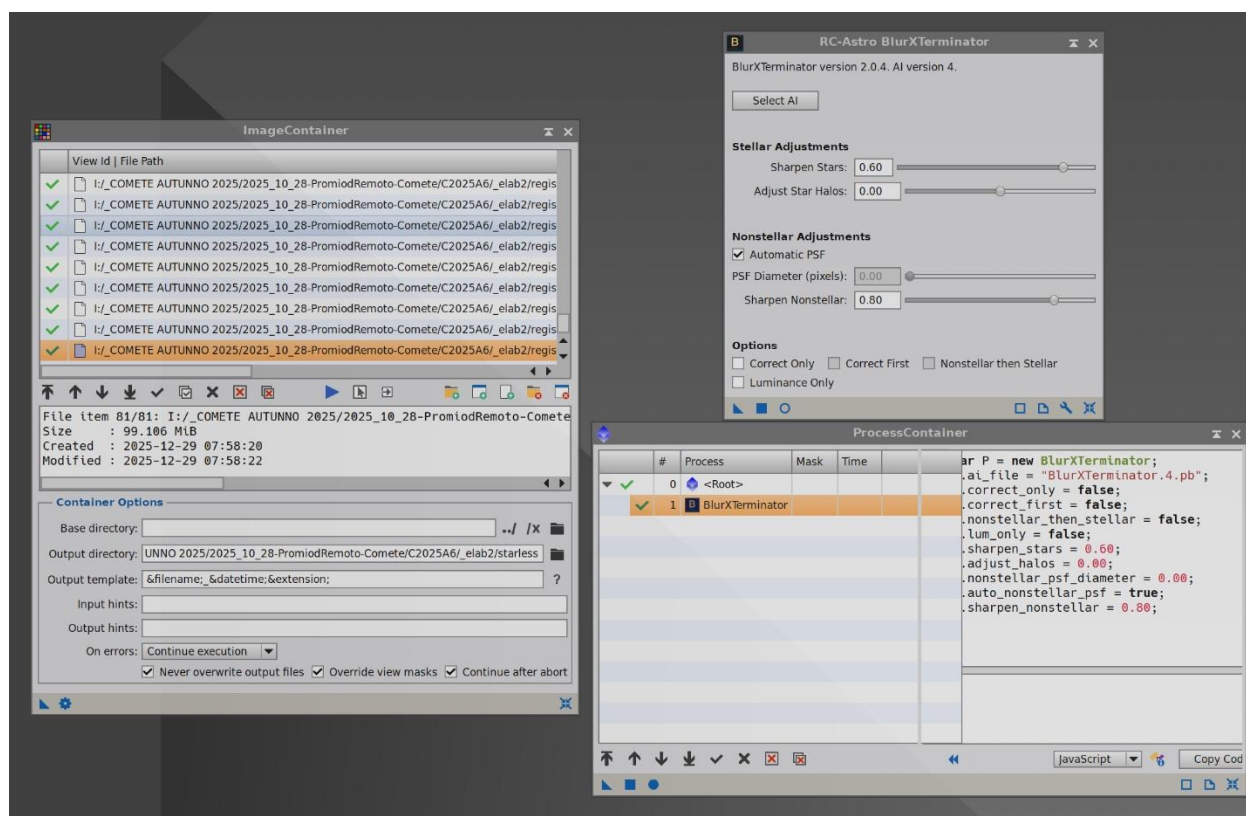 ImageContainer
View Id | File Path
I:/_COMETE AUTUNNO 2025/2025_10_28-PromiodRemoto-Comete/C2025A6/_elab2/regis
I:/_COMETE AUTUNNO 2025/2025_10_28-PromiodRemoto-Comete/C2025A6/_elab2/regis
I:/_COMETE AUTUNNO 2025/2025_10_28-PromiodRemoto-Comete/C2025A6/_elab2/regis
I:/_COMETE AUTUNNO 2025/2025_10_28-PromiodRemoto-Comete/C2025A6/_elab2/regis
I:/_COMETE AUTUNNO 2025/2025_10_28-PromiodRemoto-Comete/C2025A6/_elab2/regis
I:/_COMETE AUTUNNO 2025/2025_10_28-PromiodRemoto-Comete/C2025A6/_elab2/regis
I:/_COMETE AUTUNNO 2025/2025_10_28-PromiodRemoto-Comete/C2025A6/_elab2/regis
I:/_COMETE AUTUNNO 2025/2025_10_28-PromiodRemoto-Comete/C2025A6/_elab2/regis
I:/_COMETE AUTUNNO 2025/2025_10_28-PromiodRemoto-Comete/C2025A6/_elab2/regis
File item 81/81: I:/_COMETE AUTUNNO 2025/2025_10_28-PromiodRemoto-Comete
Size : 99.106 MiB
Created : 2025-12-29 07:58:20
Modified : 2025-12-29 07:58:22
Container Options
Base directory: ../ /x
Output directory: UNNO 2025/2025_10_28-PromiodRemoto-Comete/C2025A6/_elab2/starless
Output template: &filename;_&datetime;&extension; ?
Input hints:
Output hints:
On errors: Continue execution
Never overwrite output files Override view masks Continue after abort
B RC-Astro BlurXTerminator
BlurXTerminator version 2.0.4. AI version 4.
Select AI
Stellar Adjustments
Sharpen Stars: 0.60
Adjust Star Halos: 0.00
Nonstellar Adjustments
Automatic PSF
PSF Diameter (pixels): 0.00
Sharpen Nonstellar: 0.80
Options
Correct Only Correct First Nonstellar then Stellar
Luminance Only
ProcessContainer
# Process Mask Time
0 <Root>
1 B BlurXTerminator
ar P = new BlurXTerminator;
.ai_file = "BlurXTerminator.4.pb";
.correct_only = false;
.correct_first = false;
.nonstellar_then_stellar = false;
.lum_only = false;
.sharpen_stars = 0.60;
.adjust_halos = 0.00;
.nonstellar_psf_diameter = 0.00;
.auto_nonstellar_psf = true;
.sharpen_nonstellar = 0.80;
JavaScript Copy Cod